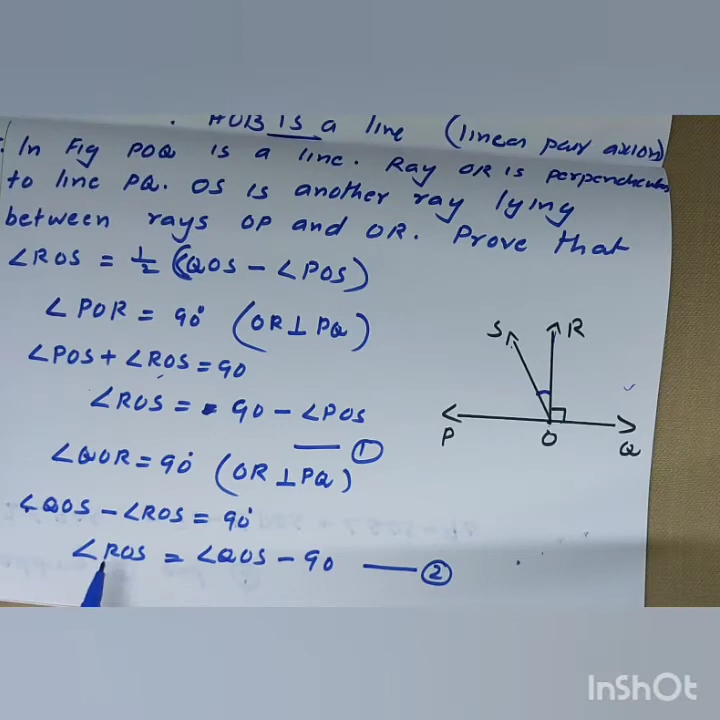 . AOB IS a line (linear pair axiom)
In Fig POQ is a line. Ray OR is perpendicular
to line PQ. OS is another ray lying
between rays OP and OR. Prove that
∠ROS = 1/2 (∠QOS - ∠POS)
∠POR = 90° (OR ⊥ PQ)
∠POS + ∠ROS = 90
∠ROS = 90 - ∠POS
—— ①
∠QOR = 90° (OR ⊥ PQ)
∠QOS - ∠ROS = 90°
∠ROS = ∠QOS - 90 —— ②
S R
P O Q
InShOt